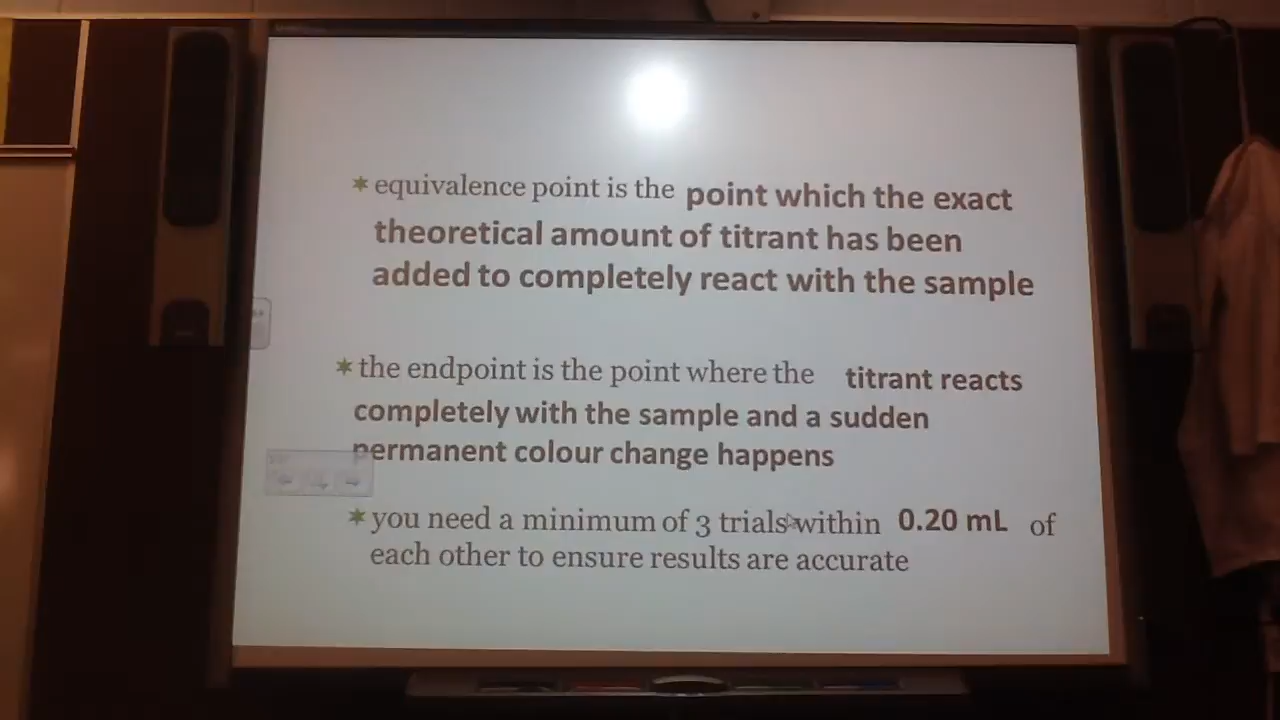 * equivalence point is the point which the exact
theoretical amount of titrant has been
added to completely react with the sample
* the endpoint is the point where the titrant reacts
completely with the sample and a sudden
permanent colour change happens
* you need a minimum of 3 trials within 0.20 mL of
each other to ensure results are accurate